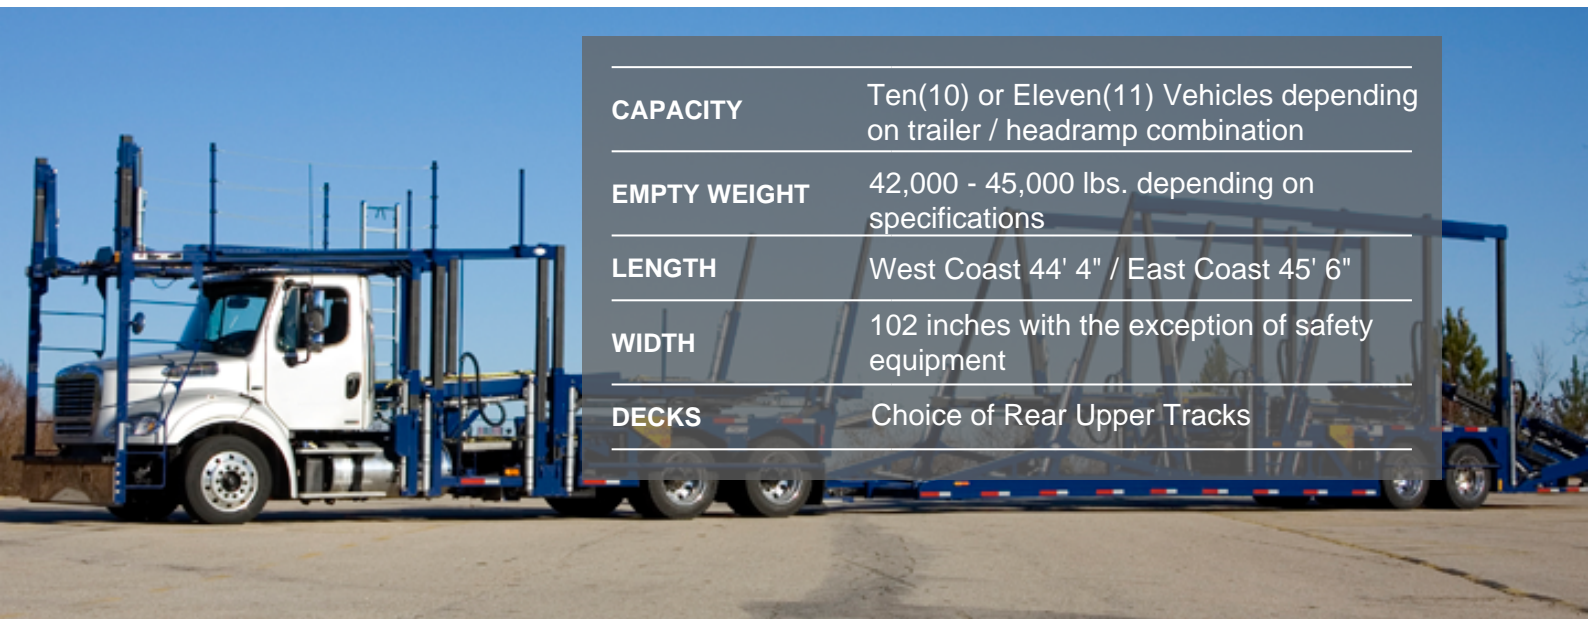 CAPACITY
Ten(10) or Eleven(11) Vehicles depending
on trailer / headramp combination
EMPTY WEIGHT
42,000 - 45,000 lbs. depending on
specifications
LENGTH
West Coast 44' 4" / East Coast 45' 6"
WIDTH
102 inches with the exception of safety
equipment
DECKS
Choice of Rear Upper Tracks